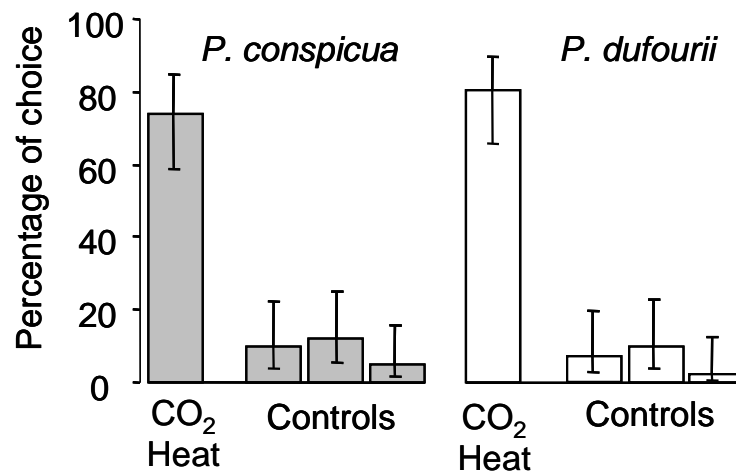 100
80
60
40
20
0
Percentage of choice
P. conspicua
P. dufourii
CO2
Heat
Controls
CO2
Heat
Controls